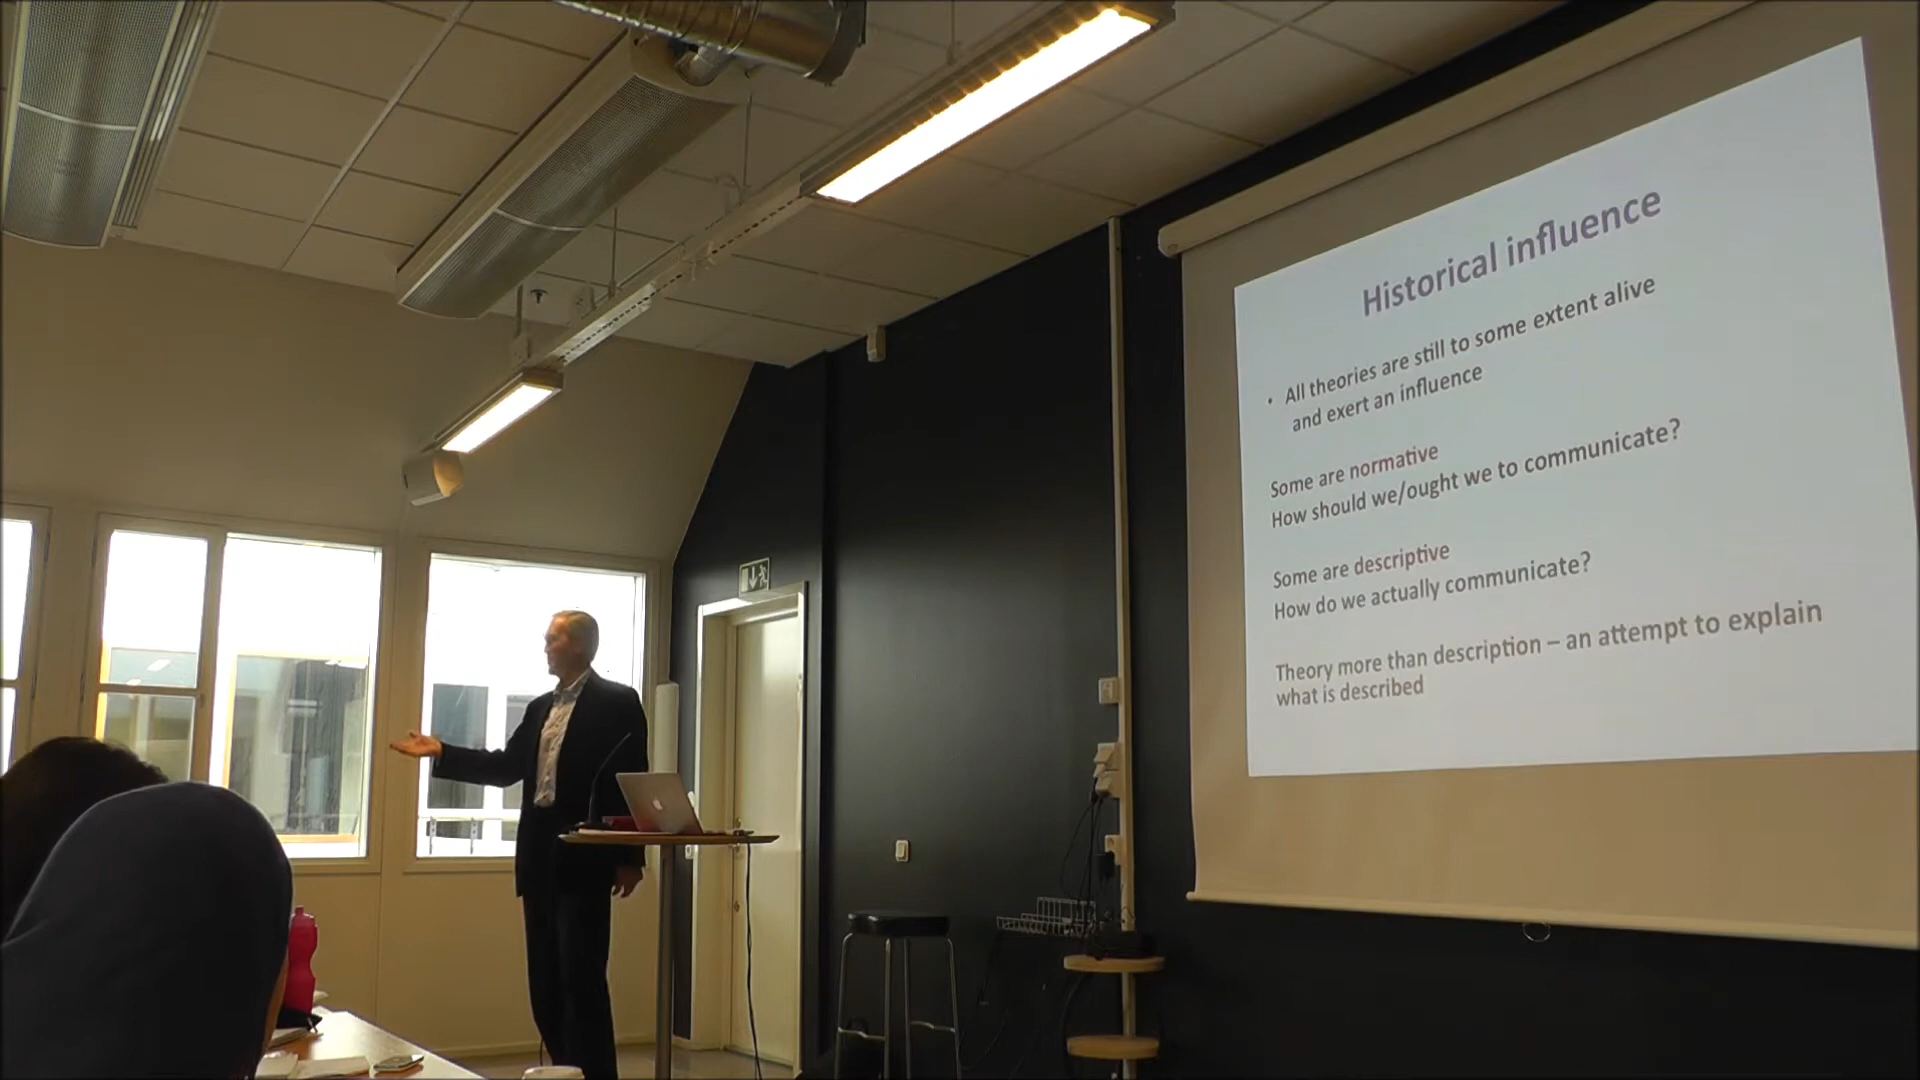 Historical influence
• All theories are still to some extent alive
and exert an influence
Some are normative
How should we/ought we to communicate?
Some are descriptive
How do we actually communicate?
Theory more than description – an attempt to explain
what is described